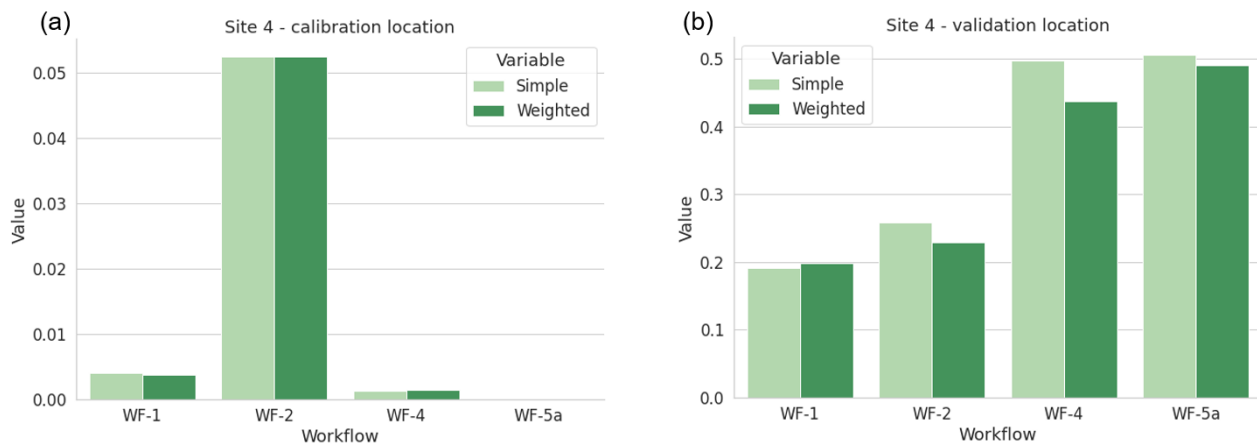 (a)
Site 4 - calibration location
Variable
Simple
Weighted
Value
0.05
0.04
0.03
0.02
0.01
0.00
WF-1 WF-2 WF-4 WF-5a
Workflow
(b)
Site 4 - validation location
Variable
Simple
Weighted
Value
0.5
0.4
0.3
0.2
0.1
0.0
WF-1 WF-2 WF-4 WF-5a
Workflow